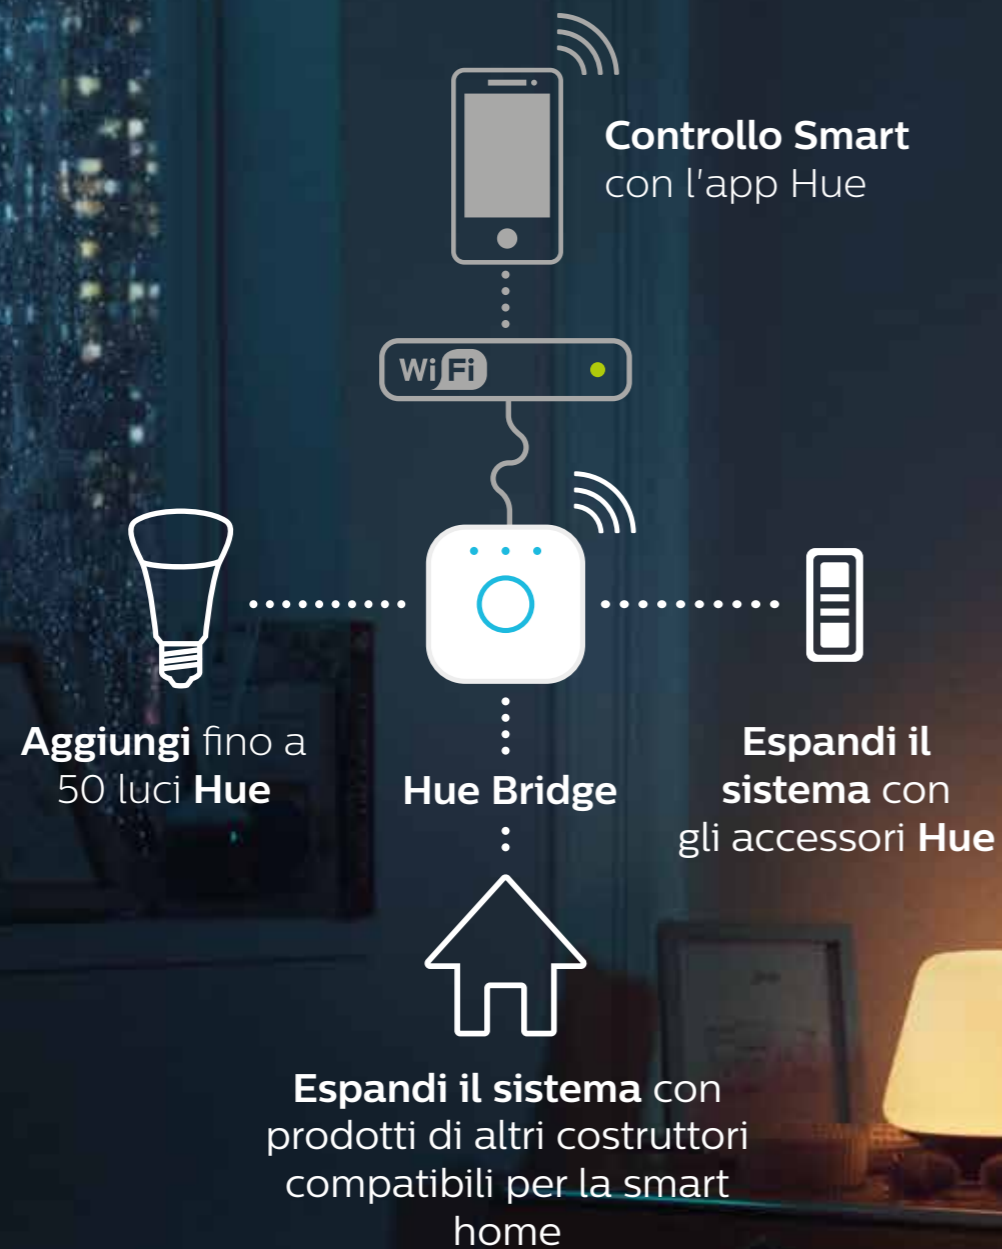 Controllo Smart
con l'app Hue
WiFi
Aggiungi fino a
50 luci Hue
Hue Bridge
Espandi il
sistema con
gli accessori Hue
Espandi il sistema con
prodotti di altri costruttori
compatibili per la smart
home